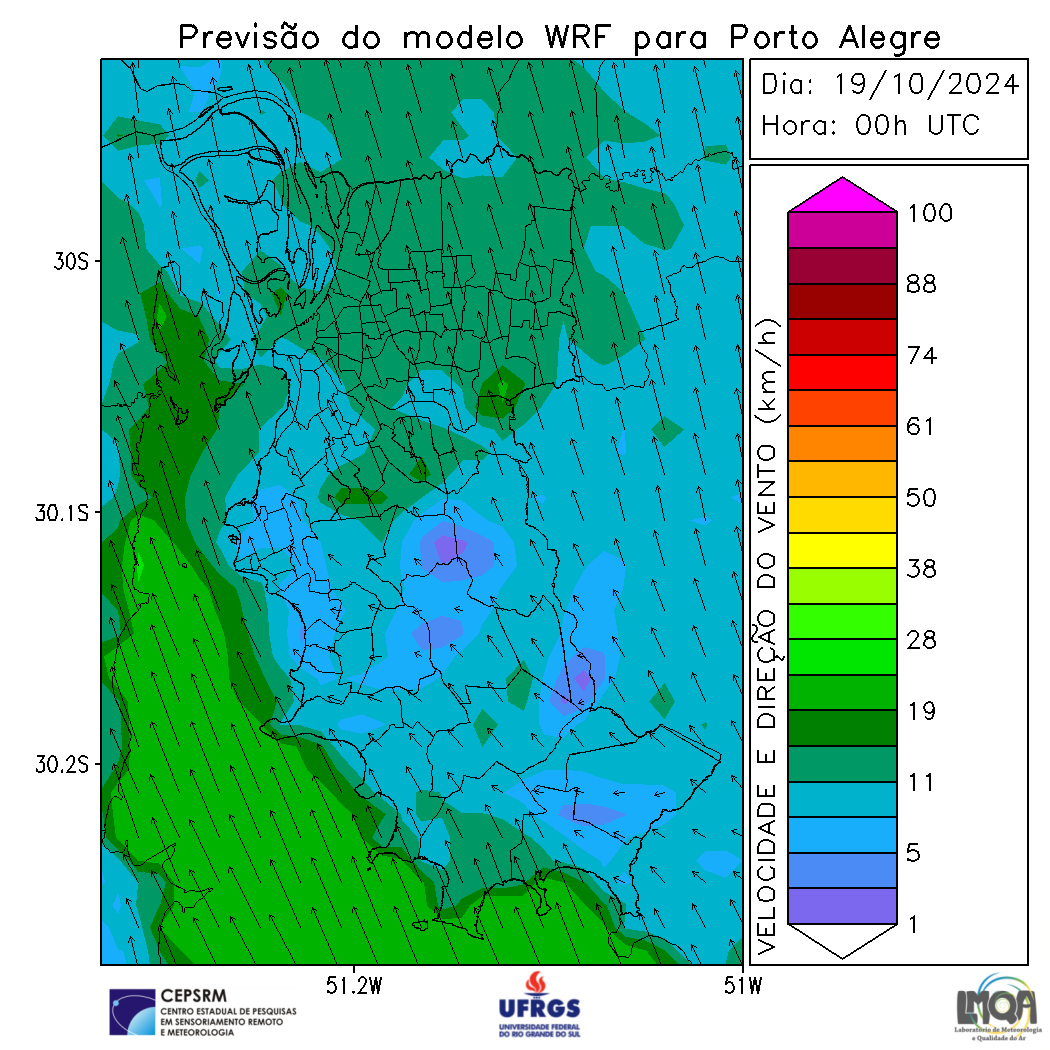 Previsão do modelo WRF para Porto Alegre
Dia: 19/10/2024
Hora: 00h UTC
100
88
74
61
50
38
28
19
11
5
1
VELOCIDADE E DIREÇÃO DO VENTO (km/h)
30S
30.1S
30.2S
51.2W
51W
CEPSRM
CENTRO ESTADUAL DE PESQUISAS
EM SENSORIAMENTO REMOTO
E METEOROLOGIA
UFRGS
UNIVERSIDADE FEDERAL
DO RIO GRANDE DO SUL
LMQA
Laboratório de Meteorologia
e Qualidade do Ar